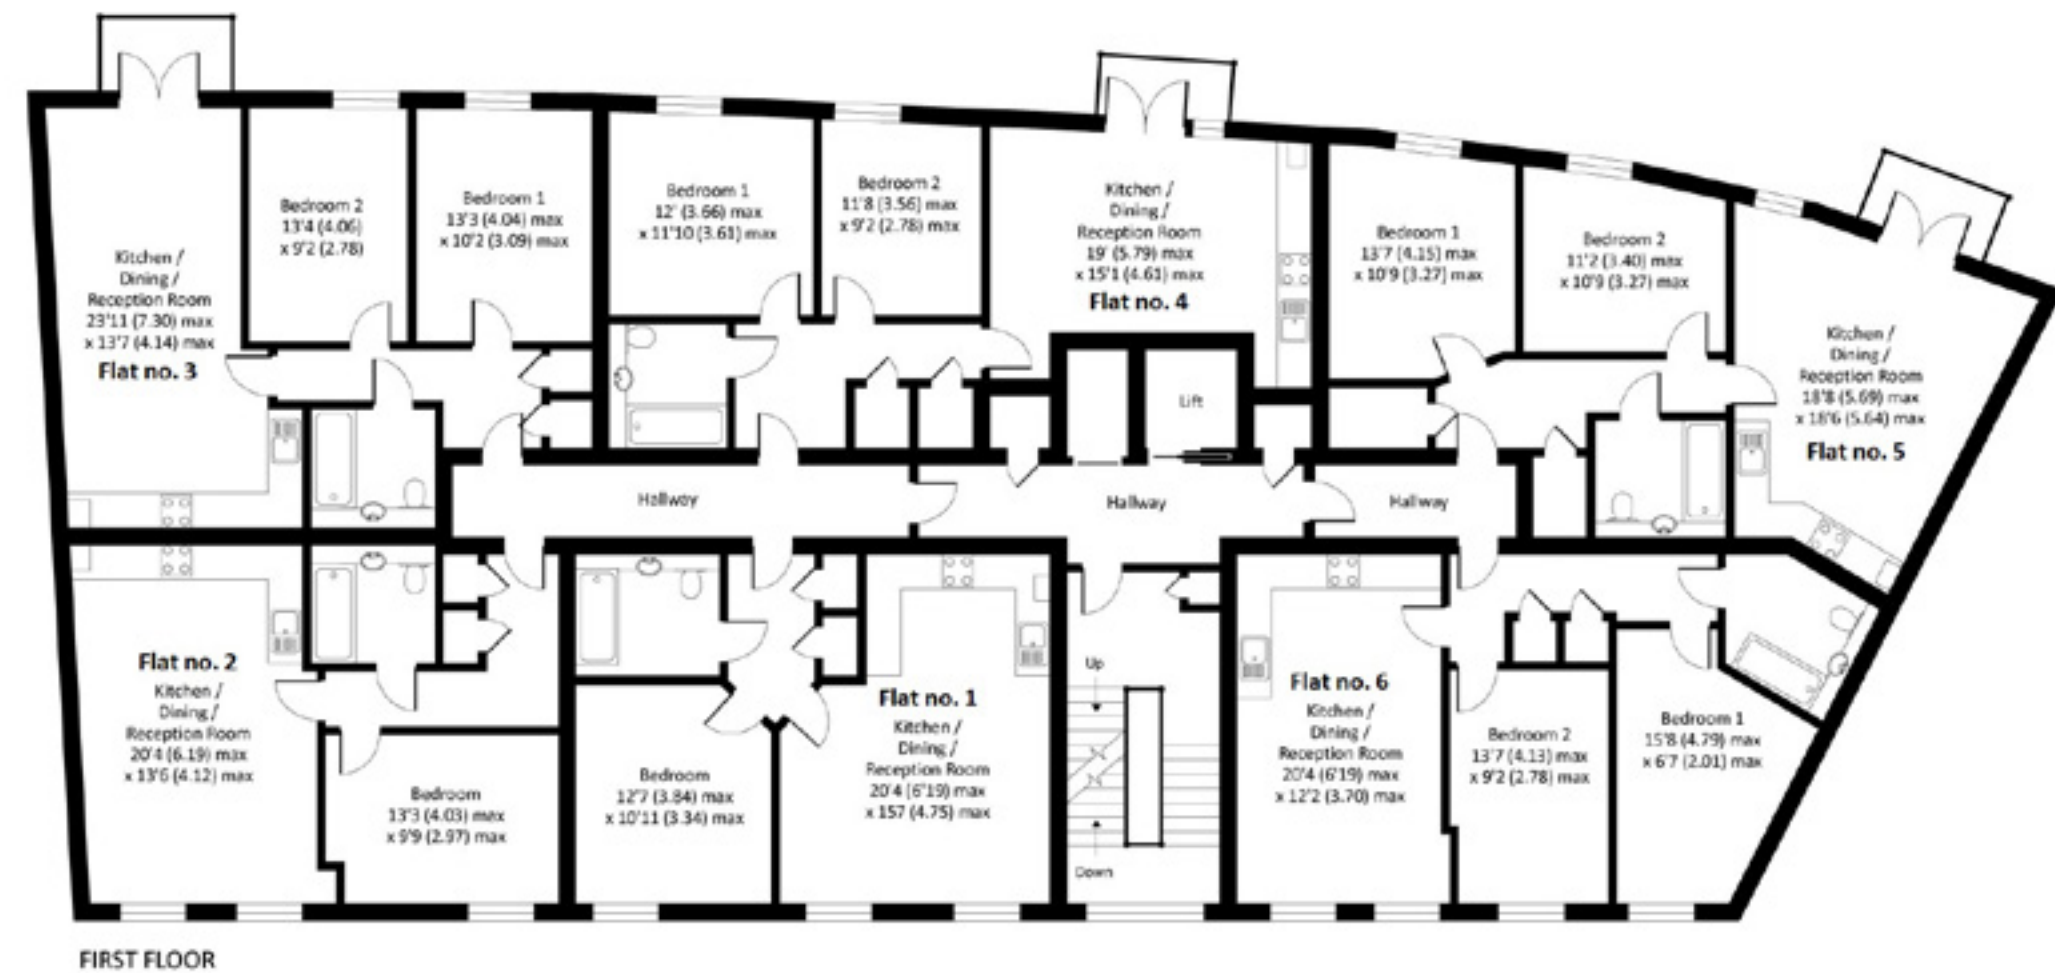 Kitchen /
Dining /
Reception Room
23'11 (7.30) max
x 13'7 (4.14) max
Flat no. 3
Bedroom 2
13'4 (4.06)
x 9'2 (2.78)
Bedroom 1
13'3 (4.04) max
x 10'2 (3.09) max
Bedroom 1
12' (3.66) max
x 11'10 (3.61) max
Bedroom 2
11'8 (3.56) max
x 9'2 (2.78) max
Kitchen /
Dining /
Reception Room
19' (5.79) max
x 15'1 (4.61) max
Flat no. 4
Bedroom 1
13'7 (4.15) max
x 10'9 (3.27) max
Bedroom 2
11'2 (3.40) max
x 10'9 (3.27) max
Kitchen /
Dining /
Reception Room
18'8 (5.69) max
x 18'6 (5.64) max
Flat no. 5
Lift
Hallway
Hallway
Hallway
Flat no. 2
Kitchen /
Dining /
Reception Room
20'4 (6.19) max
x 13'6 (4.12) max
Bedroom
13'3 (4.03) max
x 9'9 (2.97) max
Bedroom
12'7 (3.84) max
x 10'11 (3.34) max
Flat no. 1
Kitchen /
Dining /
Reception Room
20'4 (6'19) max
x 157 (4.75) max
Up
Down
Flat no. 6
Kitchen /
Dining /
Reception Room
20'4 (6'19) max
x 12'2 (3.70) max
Bedroom 2
13'7 (4.13) max
x 9'2 (2.78) max
Bedroom 1
15'8 (4.79) max
x 6'7 (2.01) max
FIRST FLOOR